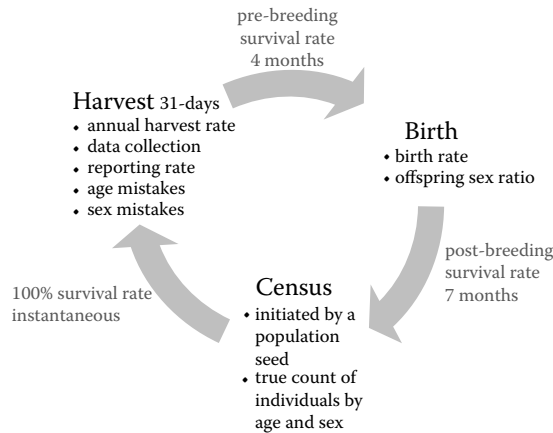 pre-breeding
survival rate
4 months
Harvest 31-days
• annual harvest rate
• data collection
• reporting rate
• age mistakes
• sex mistakes
Birth
• birth rate
• offspring sex ratio
post-breeding
survival rate
7 months
Census
• initiated by a
population
seed
• true count of
individuals by
age and sex
100% survival rate
instantaneous